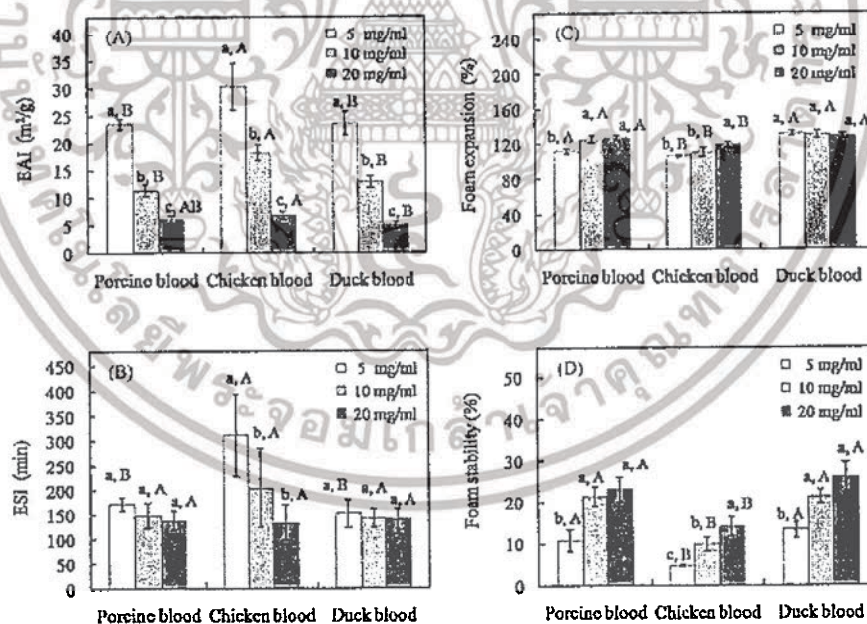 (A)
5 mg/ml
10 mg/ml
20 mg/ml
EAI (m²/g)
40
35
30
25
20
15
10
5
0
a, B
b, B
c, AB
a, A
b, A
c, A
a, B
b, B
c, B
Porcine blood Chicken blood Duck blood
(C)
5 mg/ml
10 mg/ml
20 mg/ml
Foam expansion (%)
240
200
160
120
80
40
0
b, A
a, A
a, A
b, B
b, B
a, B
a, A
a, A
a, A
Porcine blood Chicken blood Duck blood
(B)
5 mg/ml
10 mg/ml
20 mg/ml
ESI (min)
450
400
350
300
250
200
150
100
50
0
a, B
a, A
a, A
a, A
b, A
b, A
a, B
a, A
a, A
Porcine blood Chicken blood Duck blood
(D)
5 mg/ml
10 mg/ml
20 mg/ml
Foam stability (%)
50
40
30
20
10
0
b, A
a, A
a, A
c, B
b, B
a, B
b, A
a, A
a, A
Porcine blood Chicken blood Duck blood